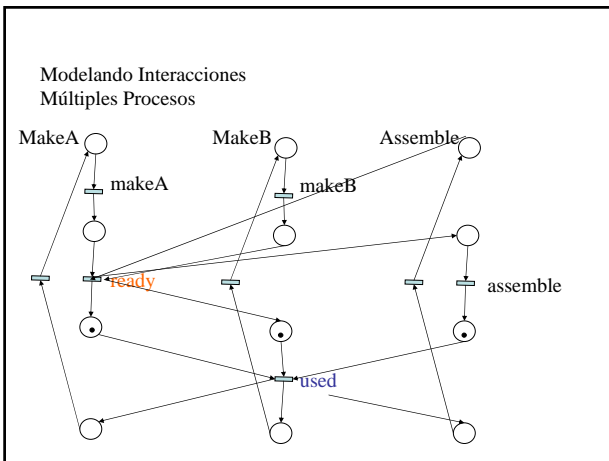 Modelando Interacciones
Múltiples Procesos
MakeA MakeB Assemble
makeA makeB
ready assemble
used